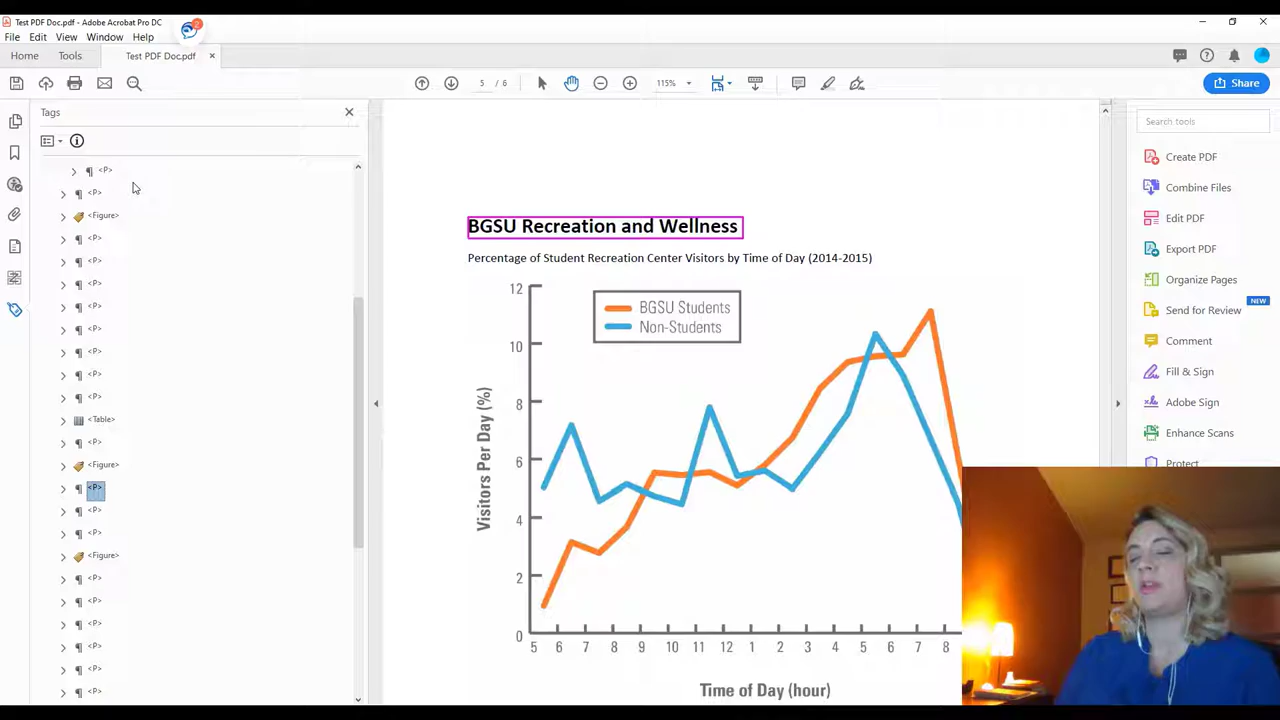 Test PDF Doc.pdf - Adobe Acrobat Pro DC
2
File Edit View Window Help
Home Tools Test PDF Doc.pdf
5 / 6 115% Share
Tags
<P>
<P>
<Figure>
<P>
<P>
<P>
<P>
<P>
<P>
<P>
<P>
<Table>
<P>
<Figure>
<P>
<P>
<P>
<Figure>
<P>
<P>
<P>
<P>
<P>
<P>
BGSU Recreation and Wellness
Percentage of Student Recreation Center Visitors by Time of Day (2014-2015)
BGSU Students
Non-Students
12
10
8
6
4
2
0
Visitors Per Day (%)
5 6 7 8 9 10 11 12 1 2 3 4 5 6 7 8
Time of Day (hour)
Search tools
Create PDF
Combine Files
Edit PDF
Export PDF
Organize Pages
NEW
Send for Review
Comment
Fill & Sign
Adobe Sign
Enhance Scans
Protect